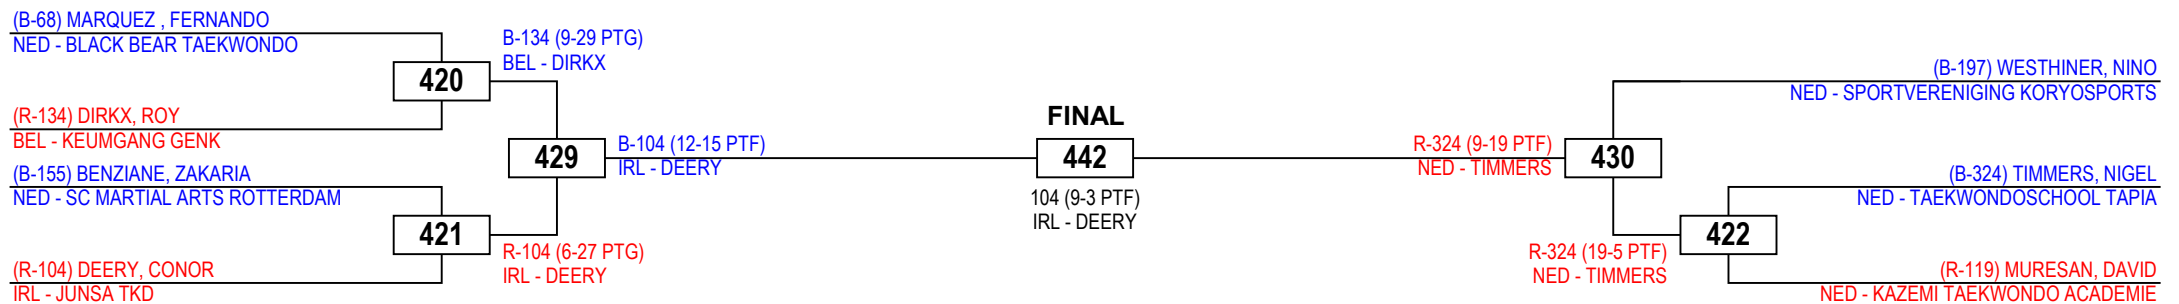 (B-68) MARQUEZ , FERNANDO
NED - BLACK BEAR TAEKWONDO
420
(R-134) DIRKX, ROY
BEL - KEUMGANG GENK
B-134 (9-29 PTG)
BEL - DIRKX
(B-155) BENZIANE, ZAKARIA
NED - SC MARTIAL ARTS ROTTERDAM
421
(R-104) DEERY, CONOR
IRL - JUNSA TKD
R-104 (6-27 PTG)
IRL - DEERY
429
B-104 (12-15 PTF)
IRL - DEERY
FINAL
442
104 (9-3 PTF)
IRL - DEERY
R-324 (9-19 PTF)
NED - TIMMERS
430
(B-197) WESTHINER, NINO
NED - SPORTVERENIGING KORYOSPORTS
(B-324) TIMMERS, NIGEL
NED - TAEKWONDOSCHOOL TAPIA
422
R-324 (19-5 PTF)
NED - TIMMERS
(R-119) MURESAN, DAVID
NED - KAZEMI TAEKWONDO ACADEMIE